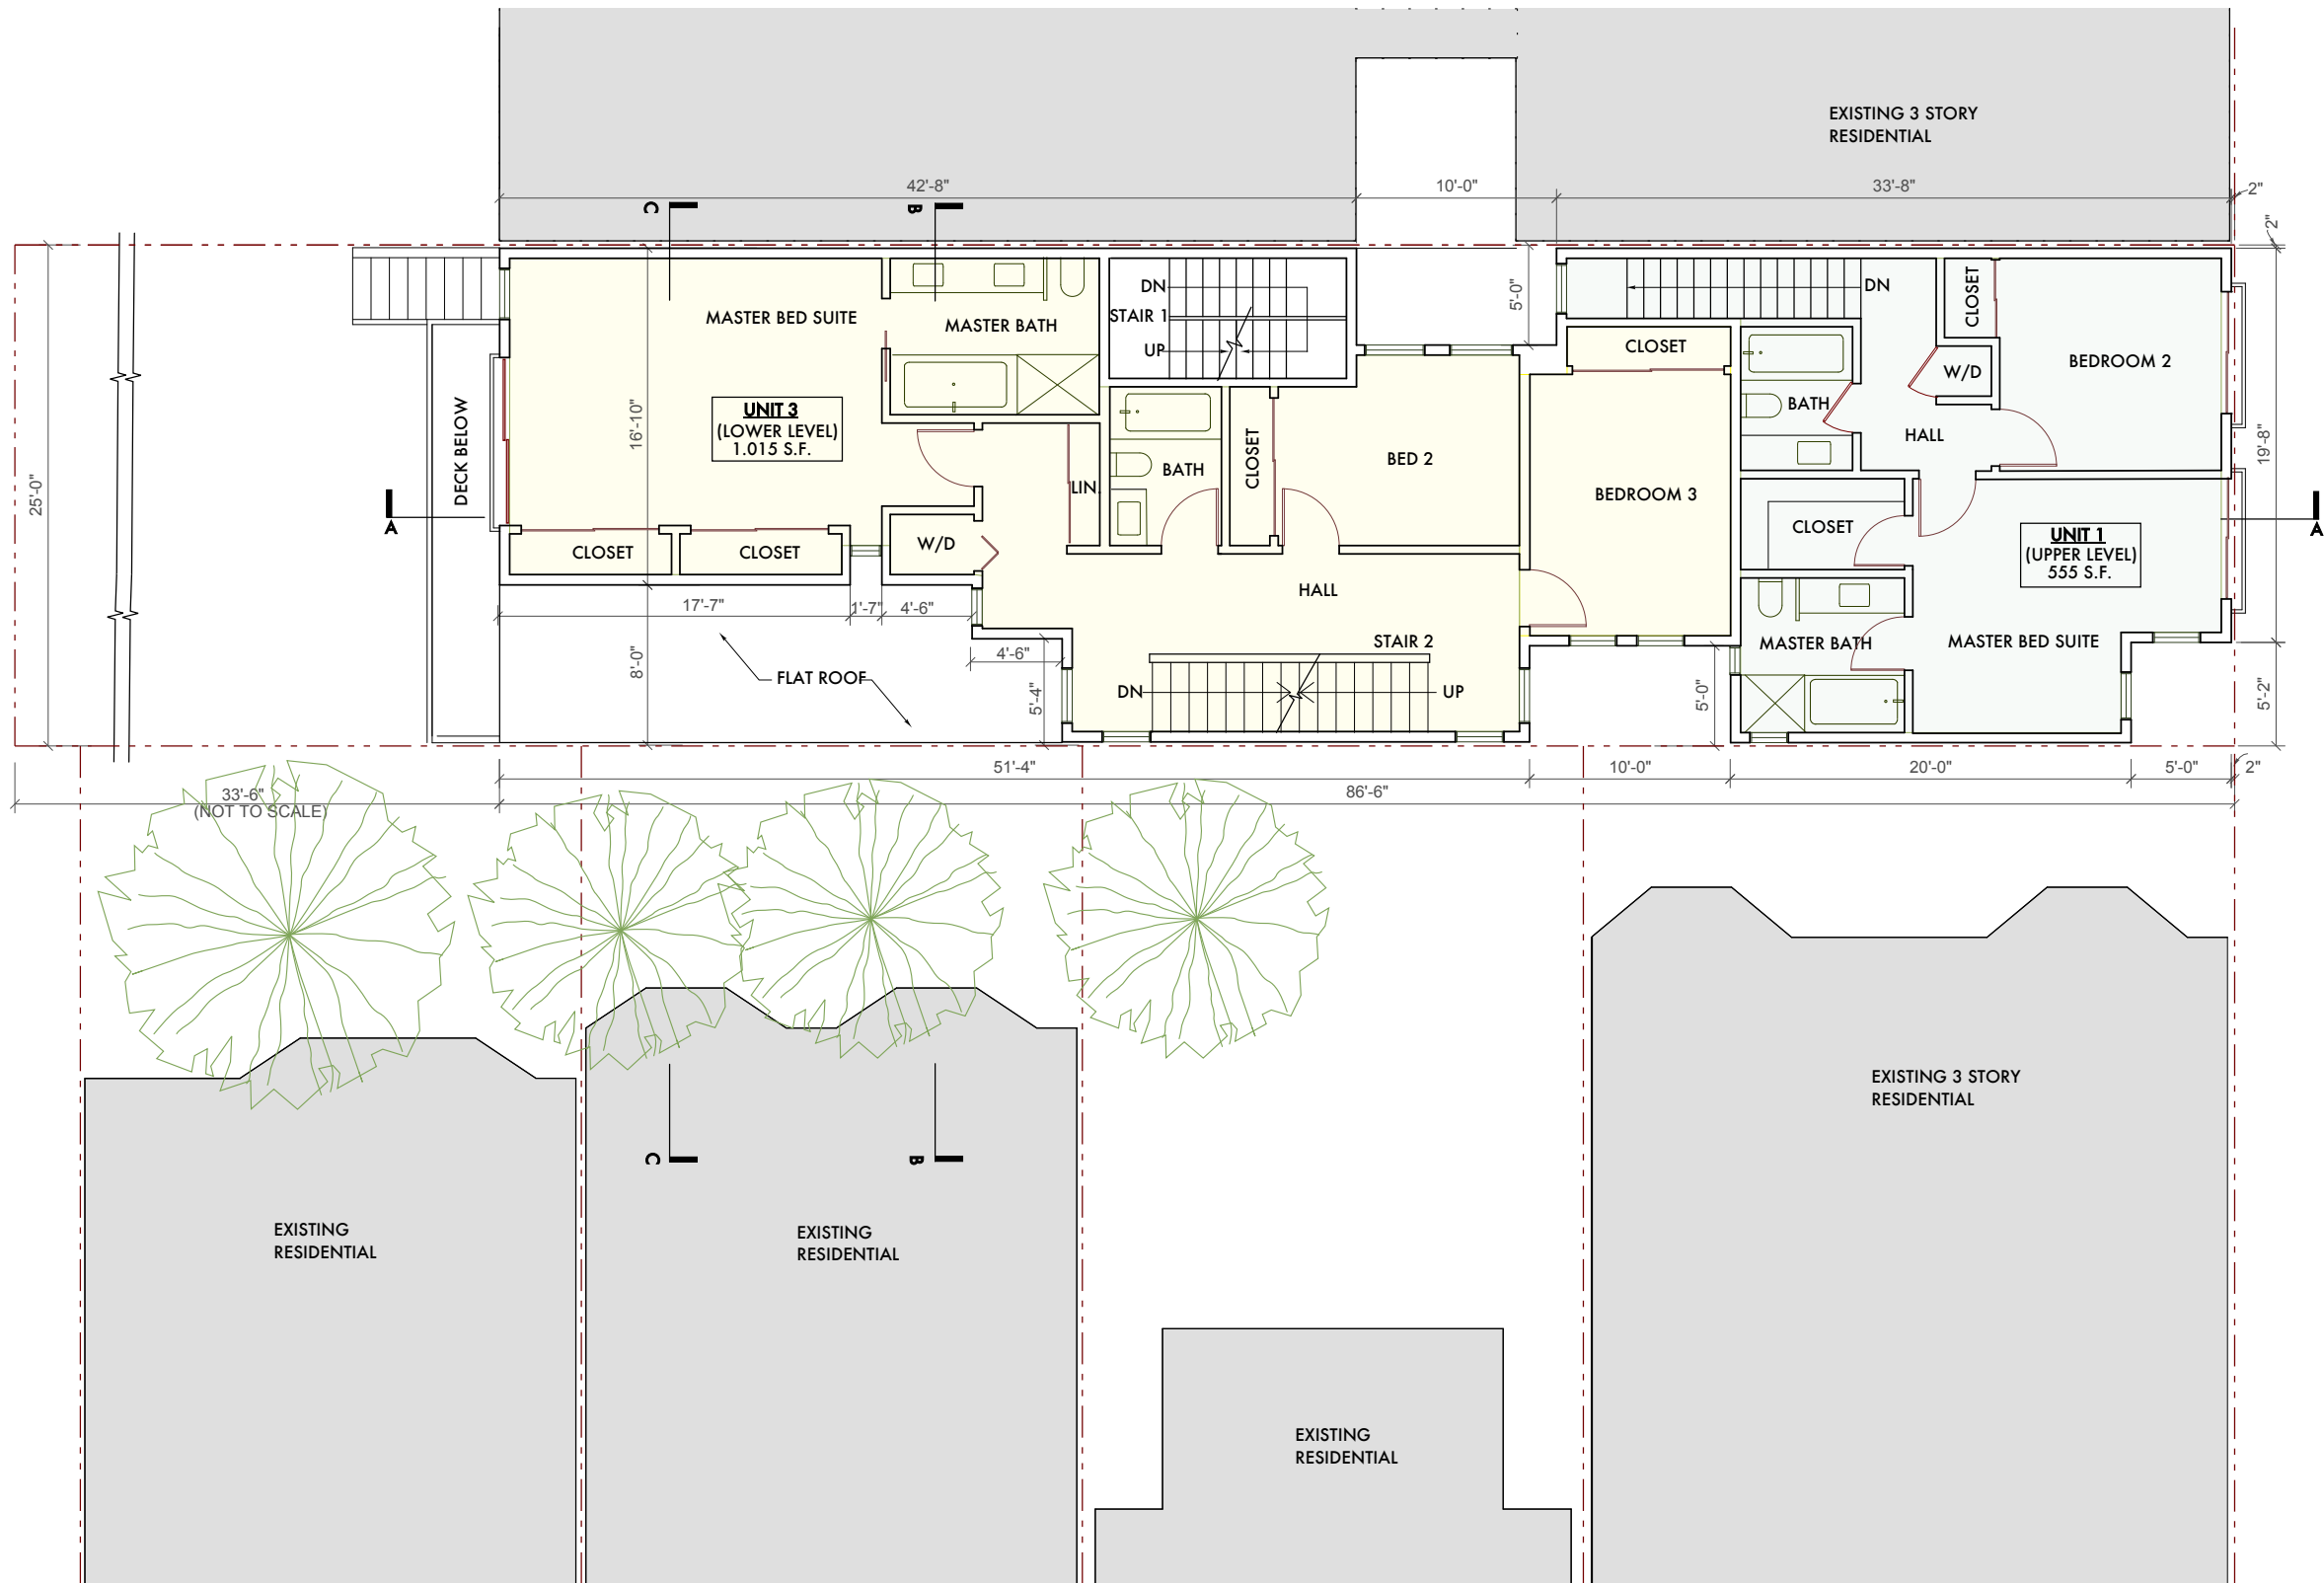 EXISTING 3 STORY
RESIDENTIAL
42'-8"
10'-0"
33'-8"
2"
C
B
2"
DN
STAIR 1
UP
MASTER BED SUITE
MASTER BATH
5'-0"
DN
CLOSET
CLOSET
BEDROOM 2
W/D
BATH
HALL
19'-8"
25'-0"
DECK BELOW
16'-10"
UNIT 3
(LOWER LEVEL)
1.015 S.F.
LIN.
BATH
CLOSET
BED 2
BEDROOM 3
A
CLOSET
UNIT 1
(UPPER LEVEL)
555 S.F.
A
CLOSET
CLOSET
W/D
HALL
17'-7"
1'-7"
4'-6"
STAIR 2
MASTER BATH
MASTER BED SUITE
8'-0"
4'-6"
FLAT ROOF
5'-4"
DN
UP
5'-0"
5'-2"
51'-4"
10'-0"
20'-0"
5'-0"
2"
33'-6"
(NOT TO SCALE)
86'-6"
EXISTING 3 STORY
RESIDENTIAL
C
B
EXISTING
RESIDENTIAL
EXISTING
RESIDENTIAL
EXISTING
RESIDENTIAL